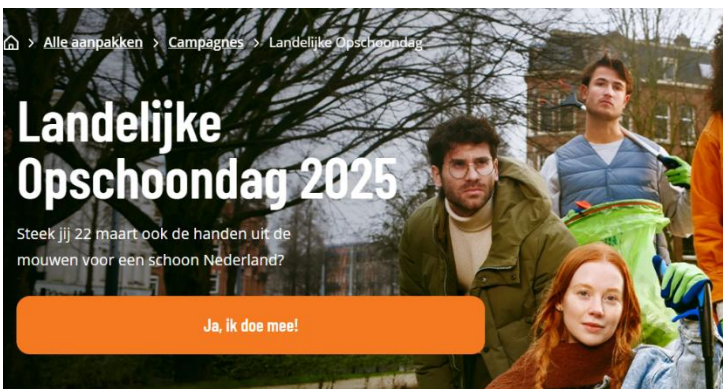 > Alle aanpakken > Campagnes > Landelijke Opschoondag
Landelijke
Opschoondag 2025
Steek jij 22 maart ook de handen uit de
mouwen voor een schoon Nederland?
Ja, ik doe mee!